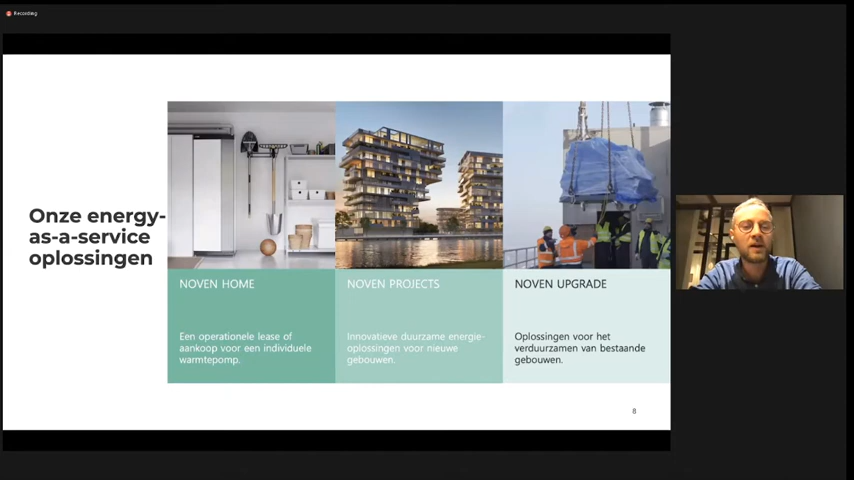 Recording
Onze energy-
as-a-service
oplossingen
NOVEN HOME
Een operationele lease of
aankoop voor een individuele
warmtepomp.
NOVEN PROJECTS
Innovatieve duurzame energie-
oplossingen voor nieuwe
gebouwen.
NOVEN UPGRADE
Oplossingen voor het
verduurzamen van bestaande
gebouwen.
8